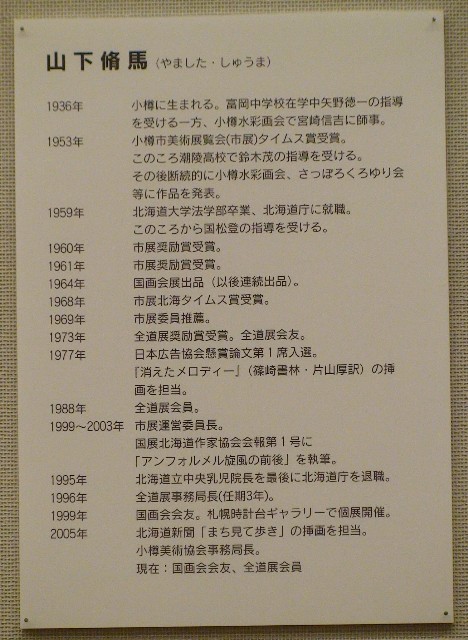 山下脩馬（やました・しゅうま）
1936年 小樽に生まれる。富岡中学校在学中矢野徳一の指導
を受ける一方、小樽水彩画会で宮崎信吉に師事。
1953年 小樽市美術展覧会(市展)タイムス賞受賞。
このころ潮陵高校で鈴木茂の指導を受ける。
その後断続的に小樽水彩画会、さっぽろくろゆり会
等に作品を発表。
1959年 北海道大学法学部卒業、北海道庁に就職。
このころから国松登の指導を受ける。
1960年 市展奨励賞受賞。
1961年 市展奨励賞受賞。
1964年 国画会展出品（以後連続出品）。
1968年 市展北海タイムス賞受賞。
1969年 市展委員推薦。
1973年 全道展奨励賞受賞。全道展会友。
1977年 日本広告協会懸賞論文第１席入選。
『消えたメロディー』（篠崎書林・片山厚訳）の挿
画を担当。
1988年 全道展会員。
1999〜2003年 市展運営委員長。
国展北海道作家協会会報第１号に
「アンフォルメル旋風の前後」を執筆。
1995年 北海道立中央乳児院長を最後に北海道庁を退職。
1996年 全道展事務局長(任期3年)。
1999年 国画会会友。札幌時計台ギャラリーで個展開催。
2005年 北海道新聞「まち見て歩き」の挿画を担当。
小樽美術協会事務局長。
現在：国画会会友、全道展会員